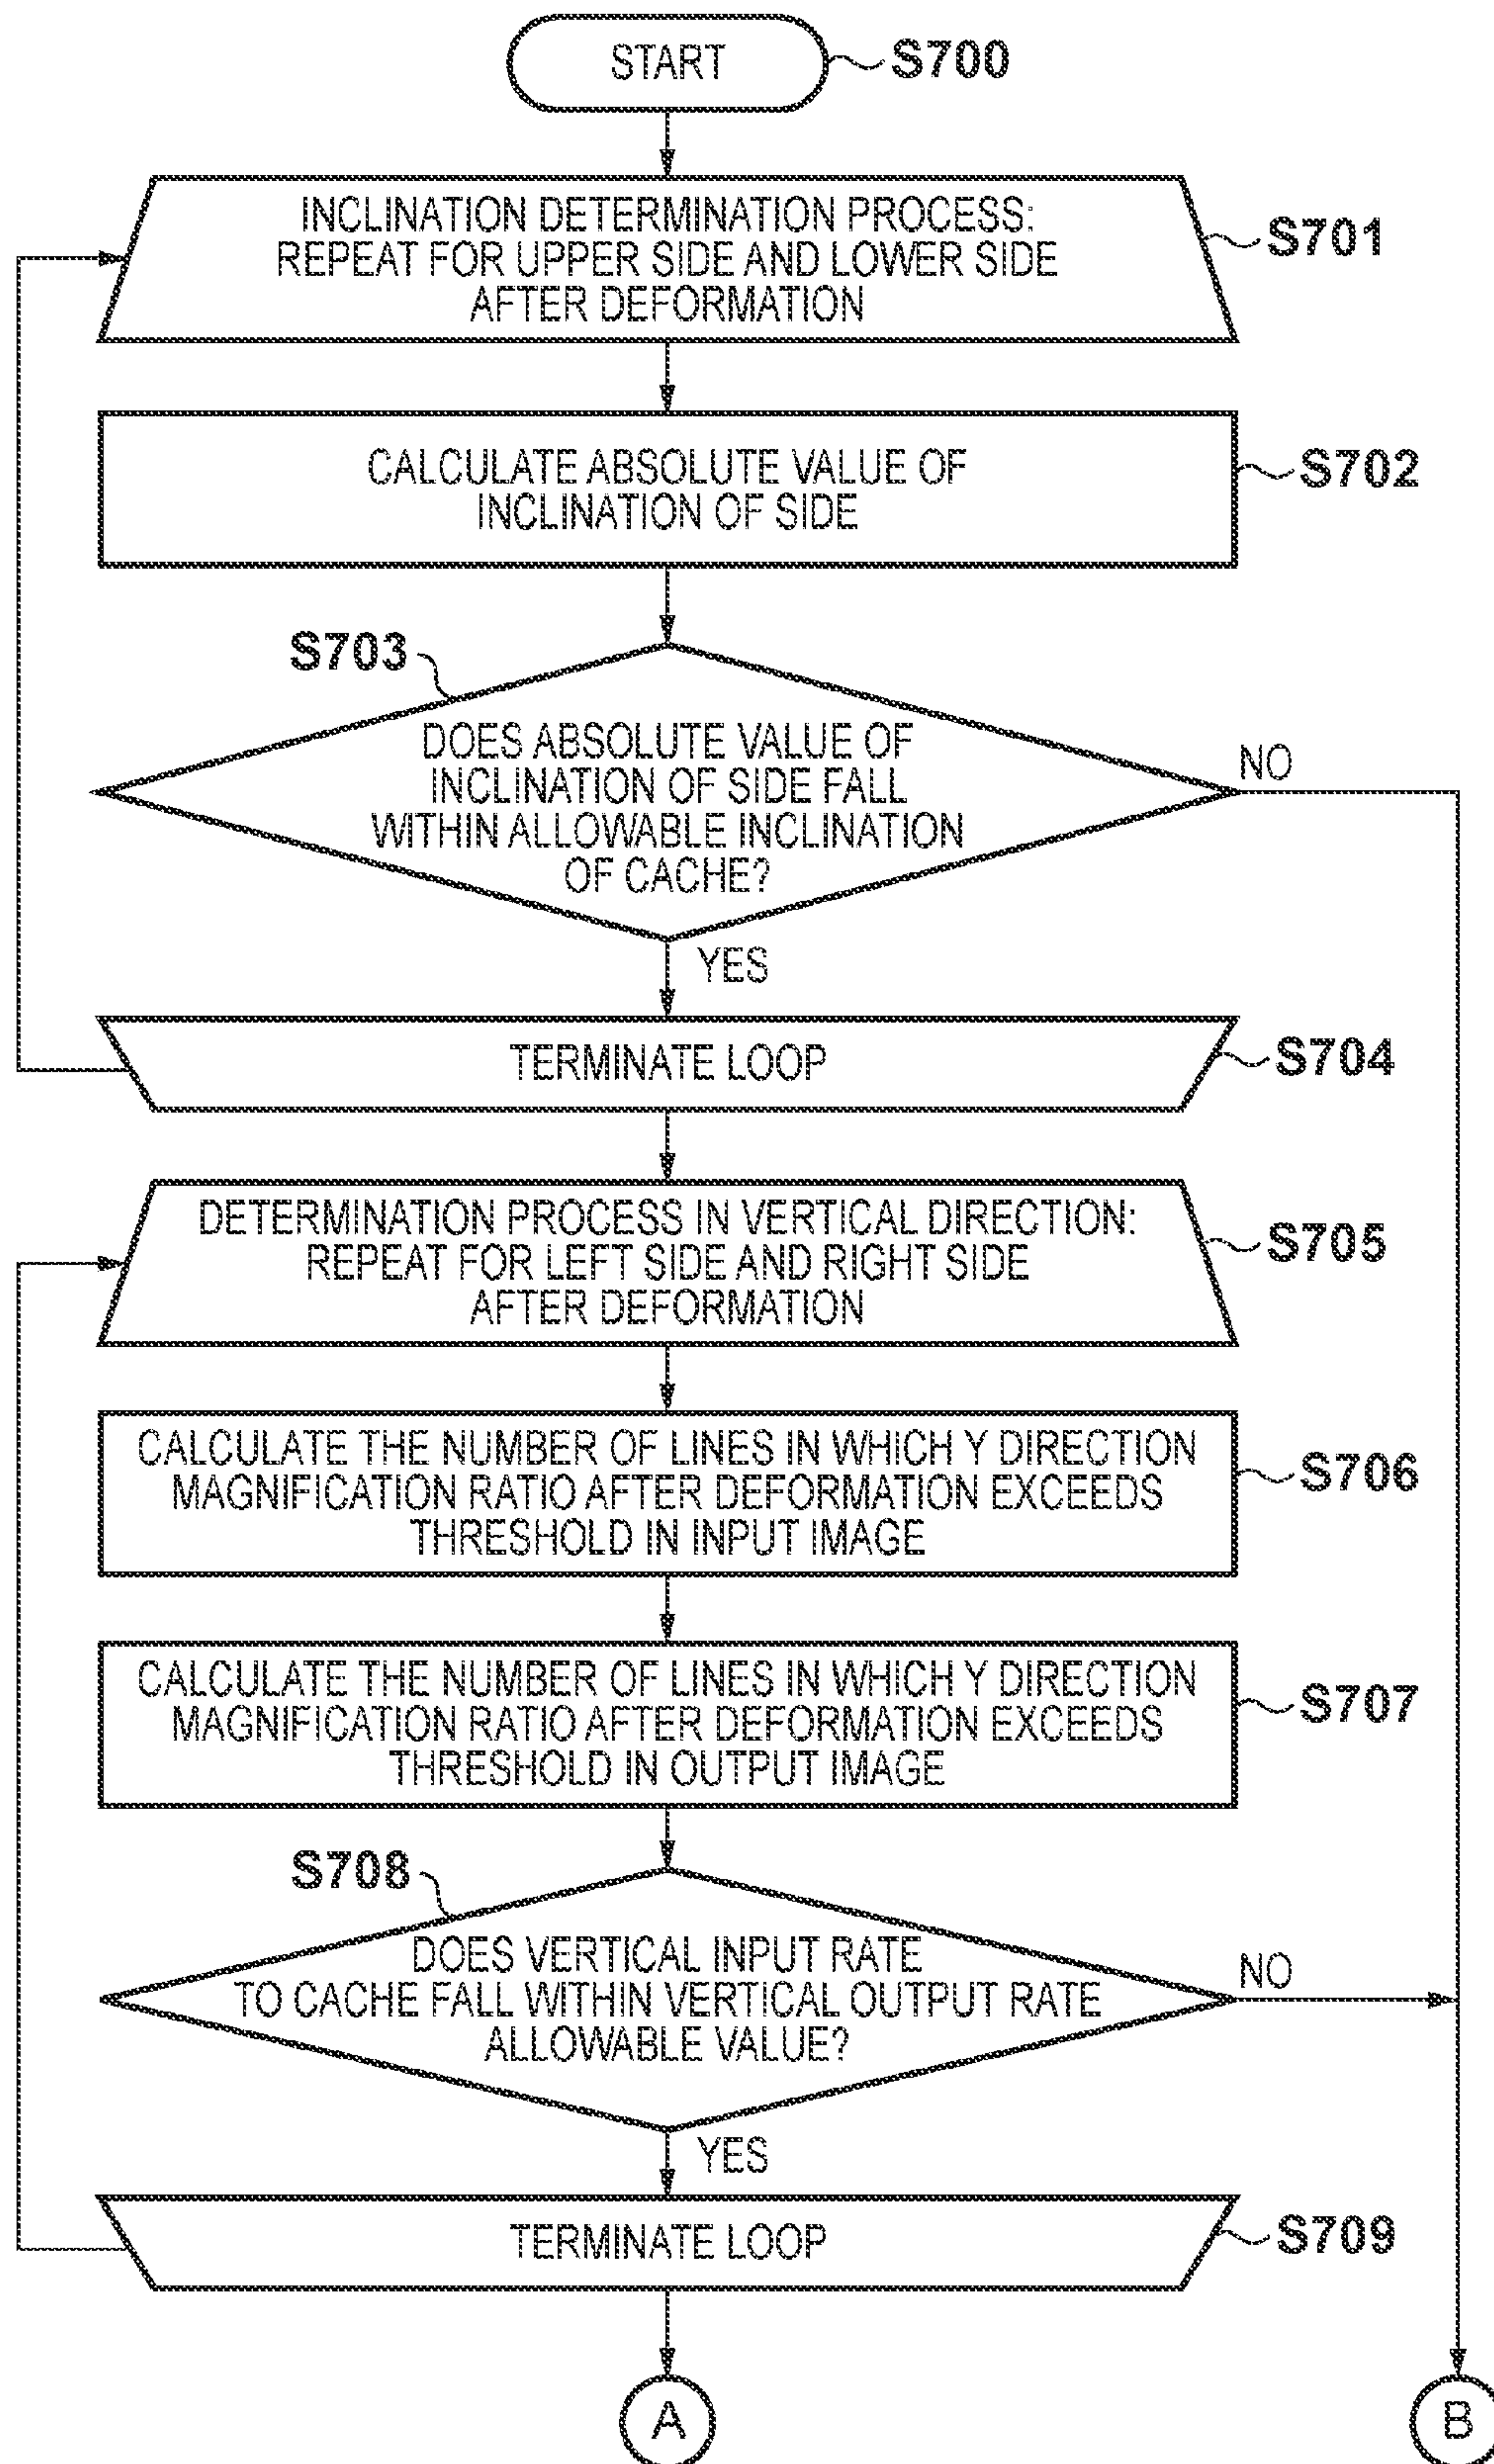 START
S700
INCLINATION DETERMINATION PROCESS:
REPEAT FOR UPPER SIDE AND LOWER SIDE
AFTER DEFORMATION
S701
CALCULATE ABSOLUTE VALUE OF
INCLINATION OF SIDE
S702
S703
DOES ABSOLUTE VALUE OF
INCLINATION OF SIDE FALL
WITHIN ALLOWABLE INCLINATION
OF CACHE?
NO
YES
TERMINATE LOOP
S704
DETERMINATION PROCESS IN VERTICAL DIRECTION:
REPEAT FOR LEFT SIDE AND RIGHT SIDE
AFTER DEFORMATION
S705
CALCULATE THE NUMBER OF LINES IN WHICH Y DIRECTION
MAGNIFICATION RATIO AFTER DEFORMATION EXCEEDS
THRESHOLD IN INPUT IMAGE
S706
CALCULATE THE NUMBER OF LINES IN WHICH Y DIRECTION
MAGNIFICATION RATIO AFTER DEFORMATION EXCEEDS
THRESHOLD IN OUTPUT IMAGE
S707
S708
DOES VERTICAL INPUT RATE
TO CACHE FALL WITHIN VERTICAL OUTPUT RATE
ALLOWABLE VALUE?
NO
YES
TERMINATE LOOP
S709
A
B